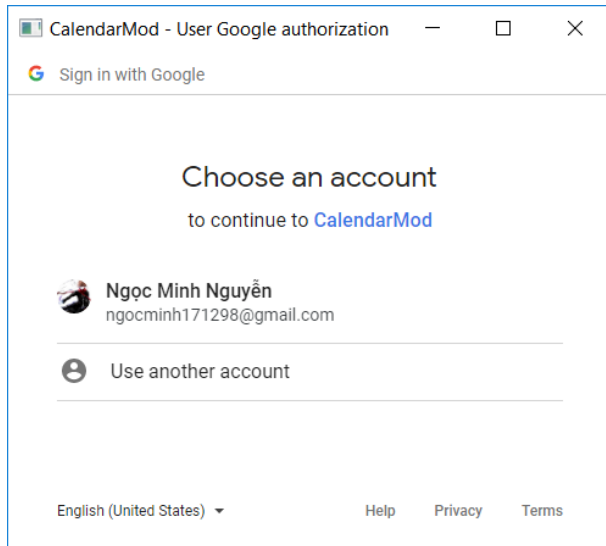 CalendarMod - User Google authorization
Sign in with Google
Choose an account
to continue to CalendarMod
Ngọc Minh Nguyễn
ngocminh171298@gmail.com
Use another account
English (United States) Help Privacy Terms